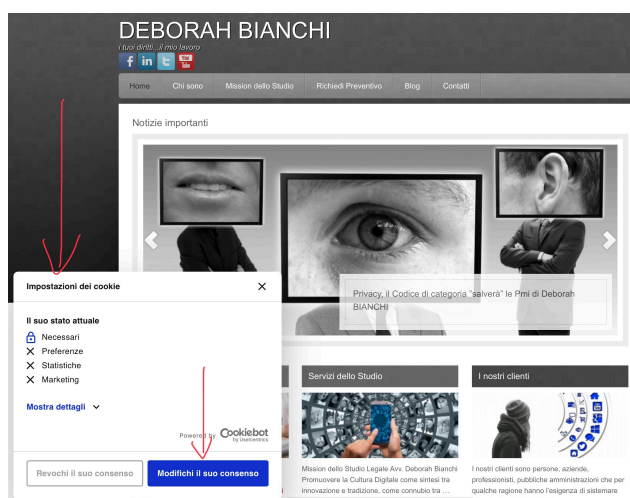 DEBORAH BIANCHI
i tuoi diritti...il mio lavoro
f in t You Tube
Home Chi sono Mission dello Studio Richiedi Preventivo Blog Contatti
Notizie importanti
Privacy, il Codice di categoria "salverà" le Pmi di Deborah
BIANCHI
Impostazioni dei cookie
Il suo stato attuale
Necessari
Preferenze
Statistiche
Marketing
Mostra dettagli
Powered by Cookiebot
by Usercentrics
Revochi il suo consenso Modifichi il suo consenso
Servizi dello Studio
Mission dello Studio Legale Avv. Deborah Bianchi
Promuovere la Cultura Digitale come sintesi tra
innovazione e tradizione, come connubio tra …
I nostri clienti
I nostri clienti sono persone, aziende,
professionisti, pubbliche amministrazioni che per
qualche ragione hanno l'esigenza di sistemare